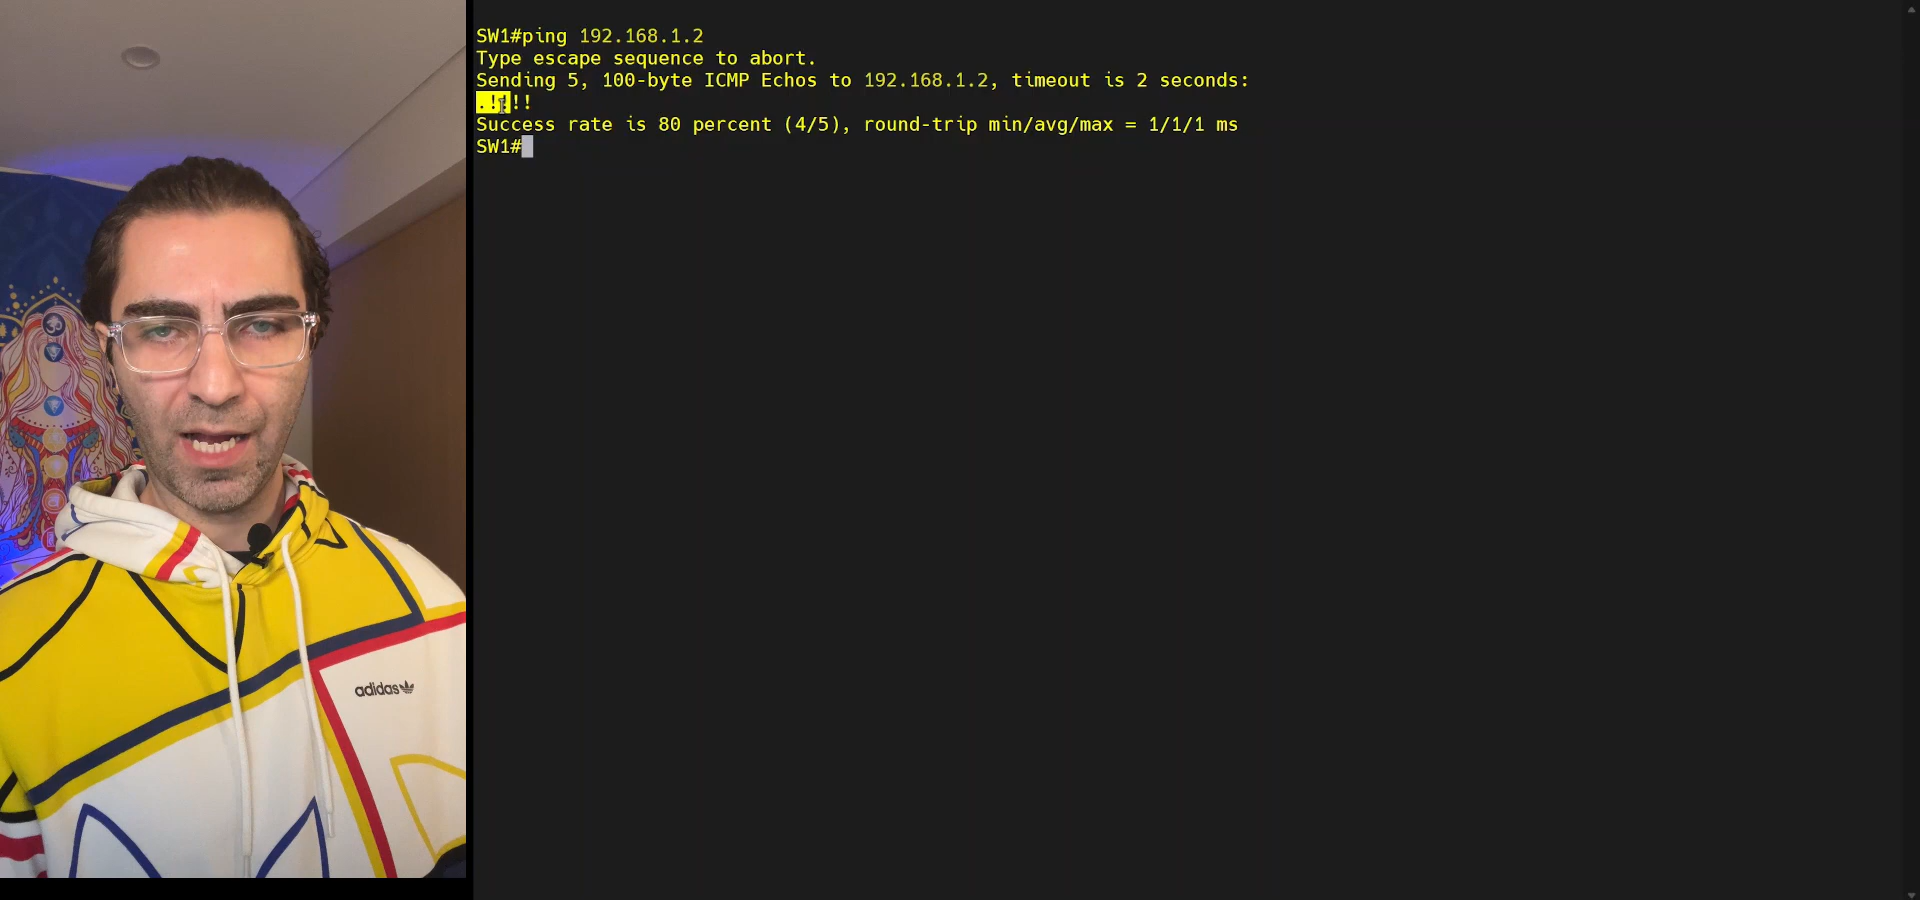 SW1#ping 192.168.1.2
Type escape sequence to abort.
Sending 5, 100-byte ICMP Echos to 192.168.1.2, timeout is 2 seconds:
.!!!!
Success rate is 80 percent (4/5), round-trip min/avg/max = 1/1/1 ms
SW1#
adidas